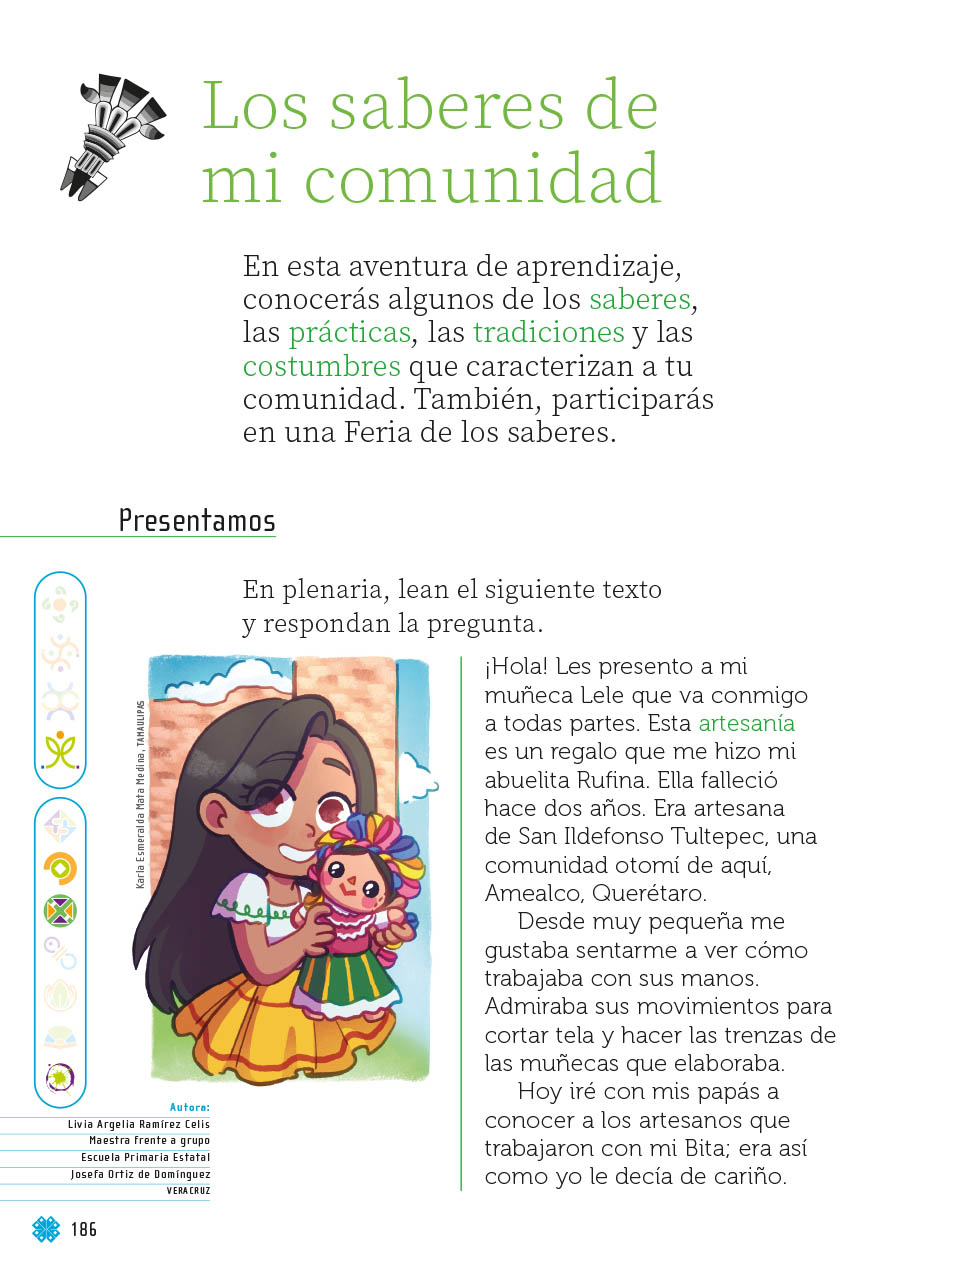 Los saberes de
mi comunidad
En esta aventura de aprendizaje,
conocerás algunos de los saberes,
las prácticas, las tradiciones y las
costumbres que caracterizan a tu
comunidad. También, participarás
en una Feria de los saberes.
Presentamos
En plenaria, lean el siguiente texto
y respondan la pregunta.
Karla Esmeralda Mata Medina, TAMAULIPAS
¡Hola! Les presento a mi
muñeca Lele que va conmigo
a todas partes. Esta artesanía
es un regalo que me hizo mi
abuelita Rufina. Ella falleció
hace dos años. Era artesana
de San Ildefonso Tultepec, una
comunidad otomí de aquí,
Amealco, Querétaro.
Desde muy pequeña me
gustaba sentarme a ver cómo
trabajaba con sus manos.
Admiraba sus movimientos para
cortar tela y hacer las trenzas de
las muñecas que elaboraba.
Hoy iré con mis papás a
conocer a los artesanos que
trabajaron con mi Bita; era así
como yo le decía de cariño.
Autora:
Livia Argelia Ramírez Celis
Maestra frente a grupo
Escuela Primaria Estatal
Josefa Ortiz de Domínguez
VERACRUZ
186